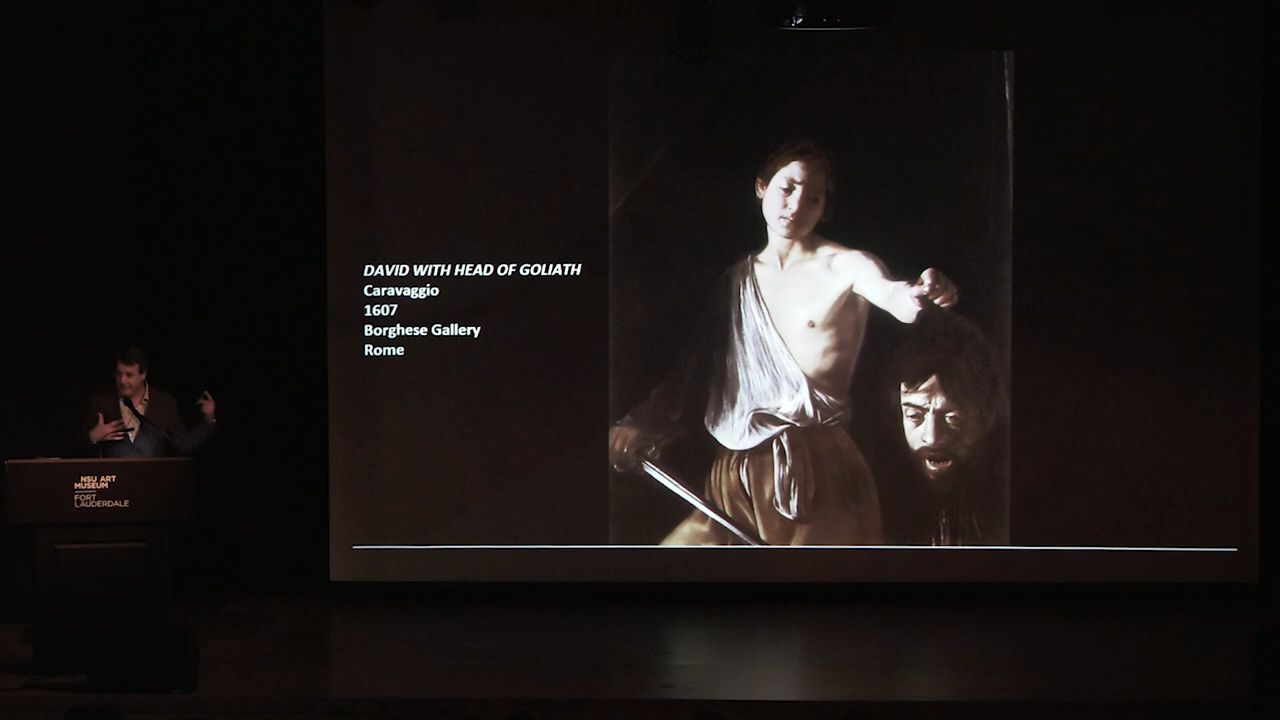 DAVID WITH HEAD OF GOLIATH
Caravaggio
1607
Borghese Gallery
Rome
NSU ART
MUSEUM
FORT
LAUDERDALE